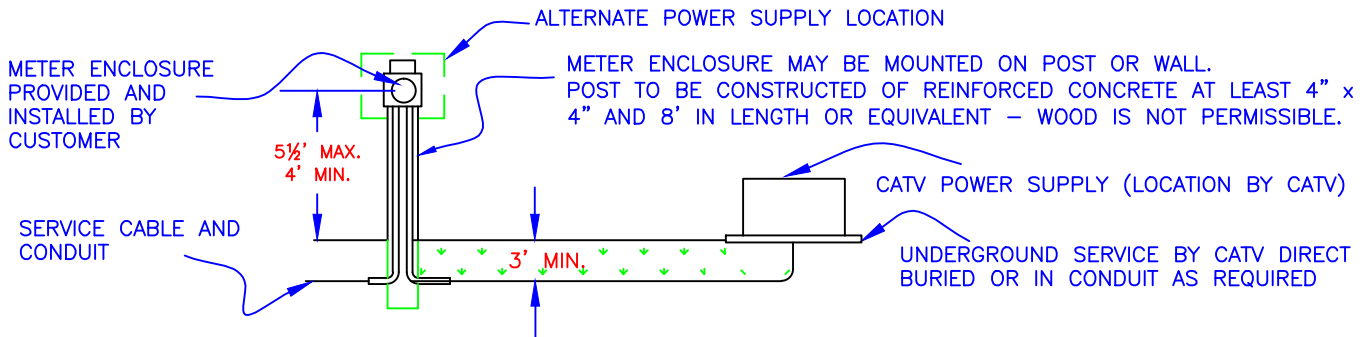 ALTERNATE POWER SUPPLY LOCATION
METER ENCLOSURE
PROVIDED AND
INSTALLED BY
CUSTOMER
METER ENCLOSURE MAY BE MOUNTED ON POST OR WALL.
POST TO BE CONSTRUCTED OF REINFORCED CONCRETE AT LEAST 4” x
4” AND 8’ IN LENGTH OR EQUIVALENT – WOOD IS NOT PERMISSIBLE.
5½’ MAX.
4’ MIN.
CATV POWER SUPPLY (LOCATION BY CATV)
SERVICE CABLE AND
CONDUIT
3’ MIN.
UNDERGROUND SERVICE BY CATV DIRECT
BURIED OR IN CONDUIT AS REQUIRED